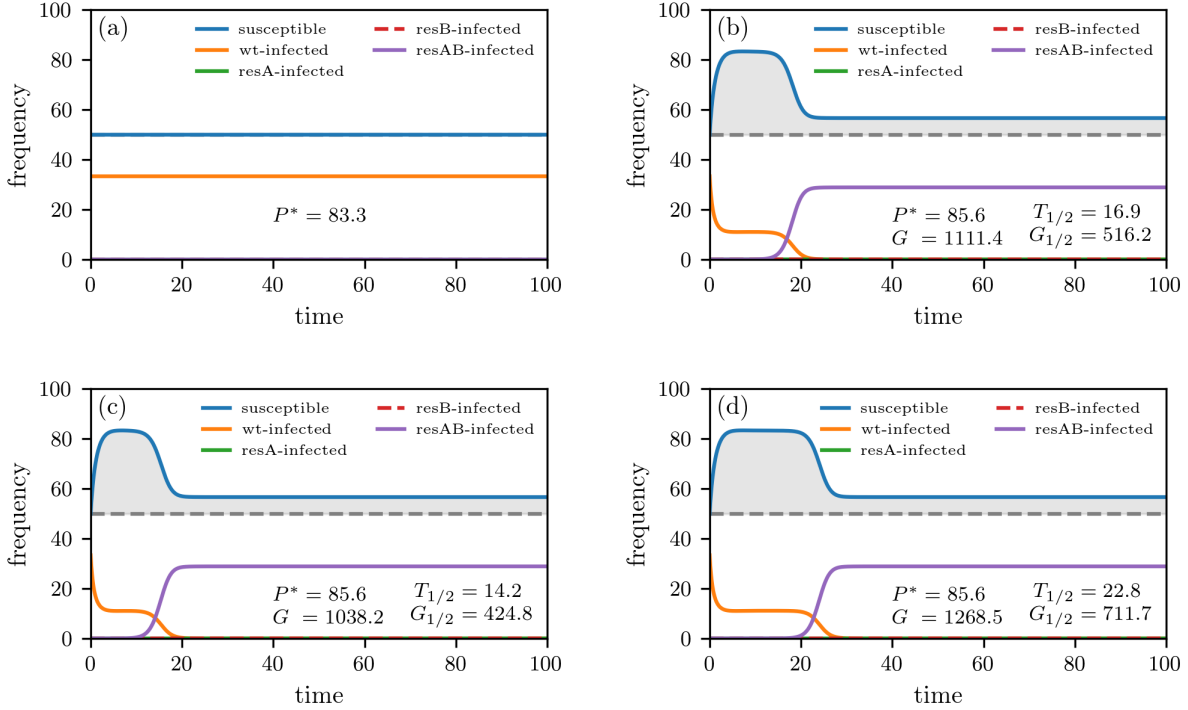 (a)
susceptible
wt-infected
resA-infected
resB-infected
resAB-infected
frequency
100
80
60
40
20
0
P* = 83.3
0 20 40 60 80 100
time
(b)
susceptible
wt-infected
resA-infected
resB-infected
resAB-infected
frequency
100
80
60
40
20
0
P* = 85.6 T1/2 = 16.9
G = 1111.4 G1/2 = 516.2
0 20 40 60 80 100
time
(c)
susceptible
wt-infected
resA-infected
resB-infected
resAB-infected
frequency
100
80
60
40
20
0
P* = 85.6 T1/2 = 14.2
G = 1038.2 G1/2 = 424.8
0 20 40 60 80 100
time
(d)
susceptible
wt-infected
resA-infected
resB-infected
resAB-infected
frequency
100
80
60
40
20
0
P* = 85.6 T1/2 = 22.8
G = 1268.5 G1/2 = 711.7
0 20 40 60 80 100
time